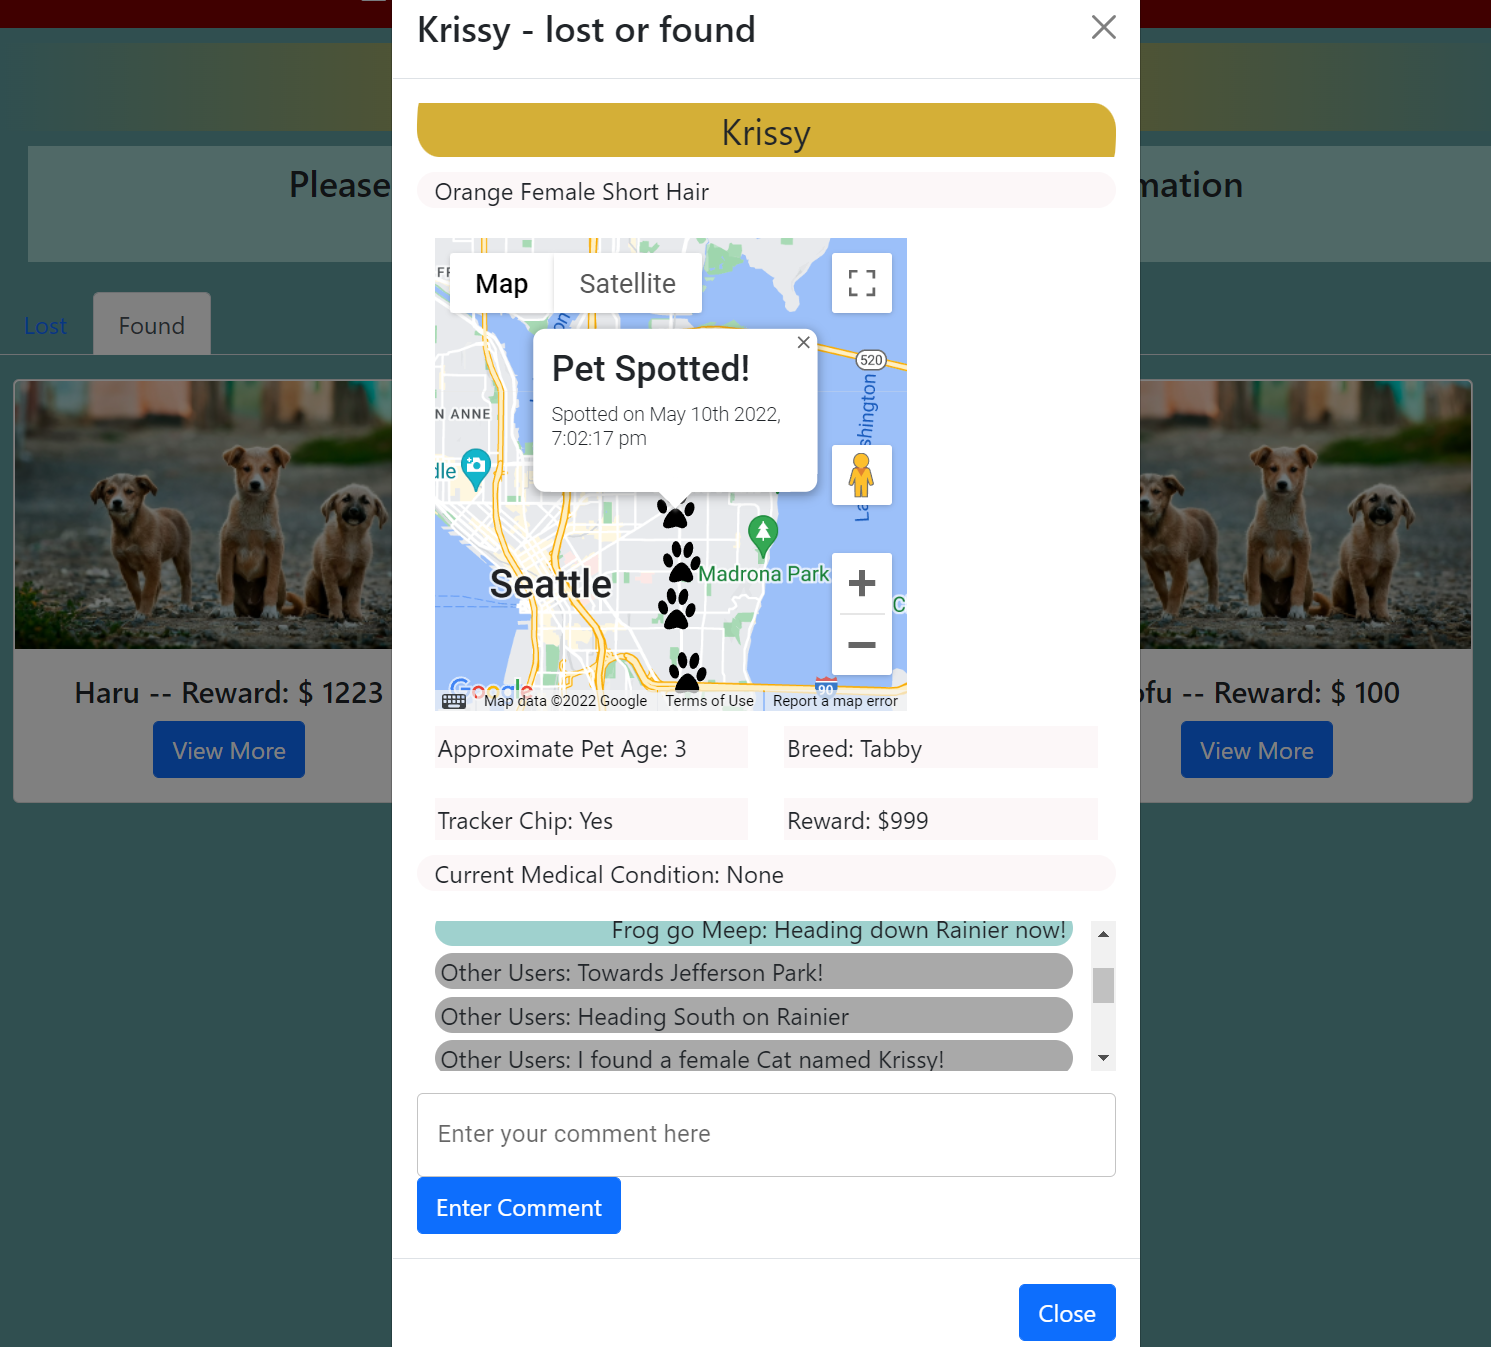 Krissy - lost or found
Please
mation
Krissy
Orange Female Short Hair
Lost
Found
Map
Satellite
520
Pet Spotted!
Spotted on May 10th 2022,
7:02:17 pm
N ANNE
Madrona Park
Seattle
90
Google
Map data ©2022 Google
Terms of Use
Report a map error
Haru -- Reward: $ 1223
ofu -- Reward: $ 100
View More
View More
Approximate Pet Age: 3
Breed: Tabby
Tracker Chip: Yes
Reward: $999
Current Medical Condition: None
Frog go Meep: Heading down Rainier now!
Other Users: Towards Jefferson Park!
Other Users: Heading South on Rainier
Other Users: I found a female Cat named Krissy!
Enter your comment here
Enter Comment
Close